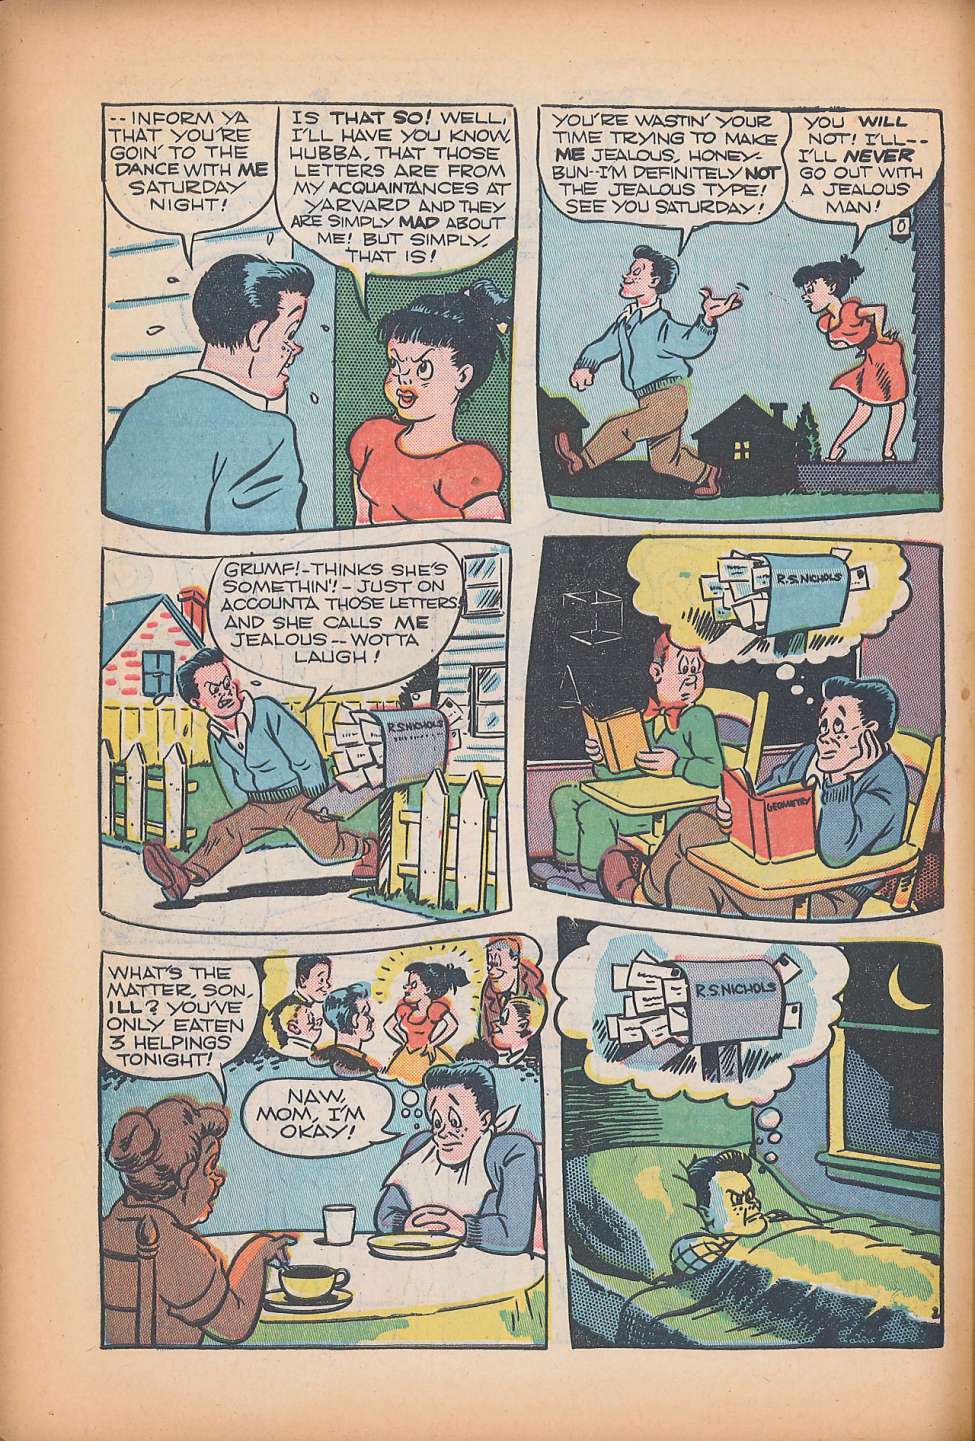 -- INFORM YA
THAT YOU'RE
GOIN' TO THE
DANCE WITH ME
SATURDAY
NIGHT!
IS THAT SO! WELL,
I'LL HAVE YOU KNOW,
HUBBA, THAT THOSE
LETTERS ARE FROM
MY ACQUAINTANCES AT
YARVARD AND THEY
ARE SIMPLY MAD ABOUT
ME! BUT SIMPLY,
THAT IS!
YOU'RE WASTIN' YOUR
TIME TRYING TO MAKE
ME JEALOUS, HONEY-
BUN--I'M DEFINITELY NOT
THE JEALOUS TYPE!
SEE YOU SATURDAY!
YOU WILL
NOT! I'LL--
I'LL NEVER
GO OUT WITH
A JEALOUS
MAN!
GRUMF!-THINKS SHE'S
SOMETHIN'!-JUST ON
ACCOUNTA THOSE LETTERS!
AND SHE CALLS ME
JEALOUS--WOTTA
LAUGH!
R.S.NICHOLS
R.S.NICHOLS
GEOMETRY
WHAT'S THE
MATTER, SON,
ILL? YOU'VE
ONLY EATEN
3 HELPINGS
TONIGHT!
NAW,
MOM, I'M
OKAY!
R.S.NICHOLS